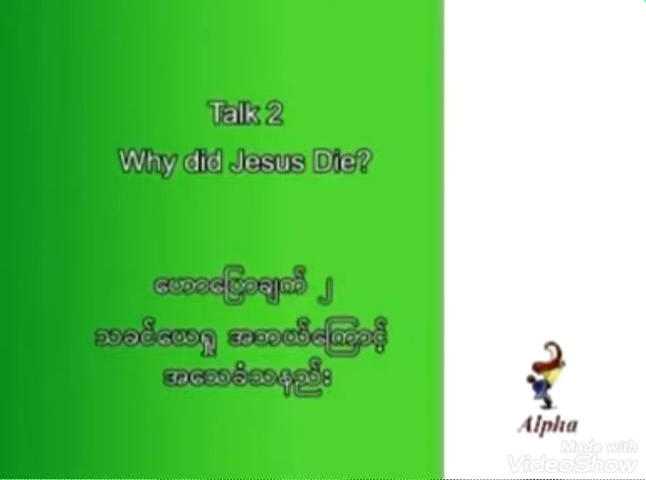 Talk 2
Why did Jesus Die?
ဟောပြောချက် ၂
သခင်ယေရှု အဘယ်ကြောင့်
အသေခံသနည်း
Alpha
Made with
VideoShow